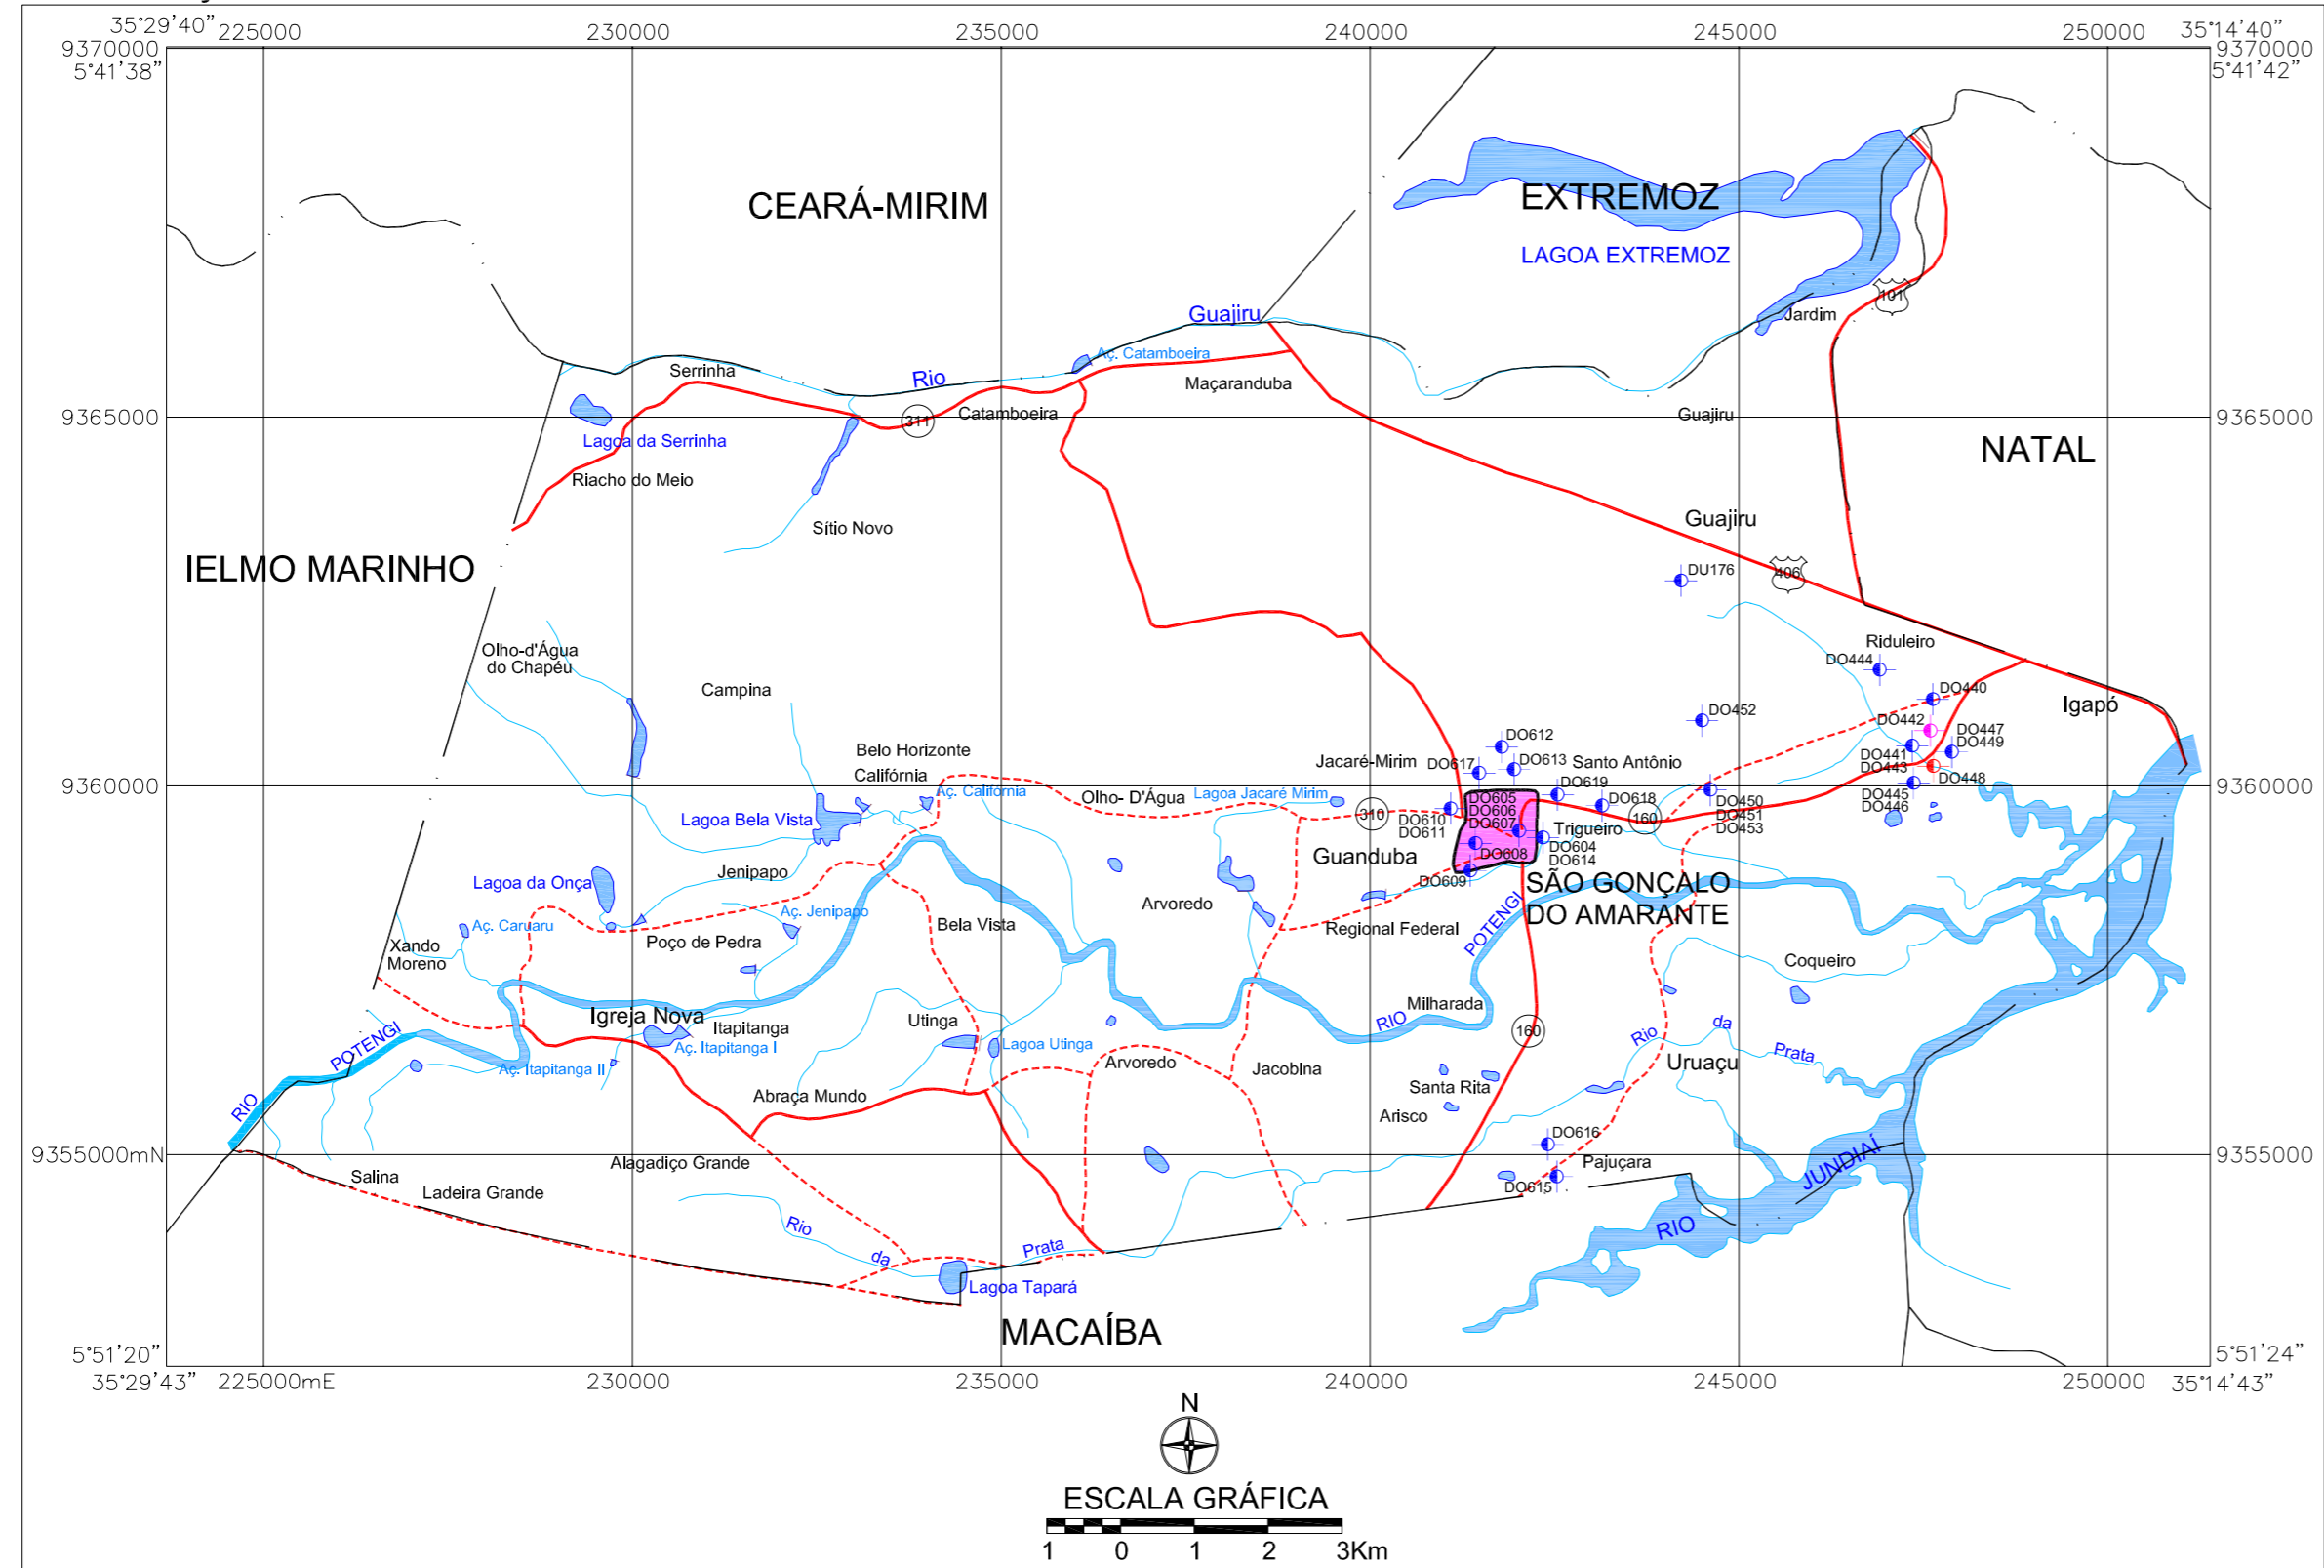 35°29'40"
225000
230000
235000
240000
245000
250000
35°14'40"
9370000
5°41'38"
9370000
5°41'42"
CEARÁ-MIRIM
EXTREMOZ
LAGOA EXTREMOZ
101
Jardim
Guajiru
Rio
Aç. Catamboeira
Serrinha
Maçaranduba
9365000
311
Catamboeira
Guajiru
9365000
Lagoa da Serrinha
NATAL
Riacho do Meio
Sítio Novo
Guajiru
IELMO MARINHO
DU176
406
Olho-d'Água
do Chapéu
Riduleiro
DO444
Campina
DO440
Igapó
DO452
DO442
DO447
DO612
DO449
Belo Horizonte
Jacaré-Mirim
DO617
DO613
Santo Antônio
DO441
DO443
Califórnia
DO448
9360000
9360000
Aç. Califórnia
Olho- D'Água
Lagoa Jacaré Mirim
DO619
DO445
DO446
DO605
DO606
DO607
DO618
DO450
DO451
DO453
310
DO610
DO611
160
Lagoa Bela Vista
Trigueiro
DO604
DO614
Guanduba
DO608
Jenipapo
DO609
Lagoa da Onça
SÃO GONÇALO
DO AMARANTE
Aç. Jenipapo
Arvoredo
Aç. Caruaru
Bela Vista
Regional Federal
POTENGI
Xando
Moreno
Poço de Pedra
Coqueiro
Milharada
Igreja Nova
Itapitanga
Utinga
RIO
160
Rio
da
Prata
POTENGI
Aç. Itapitanga I
Lagoa Utinga
Aç. Itapitanga II
Arvoredo
Jacobina
Uruaçu
RIO
Abraça Mundo
Santa Rita
Arisco
DO616
9355000mN
9355000
Alagadiço Grande
Pajuçara
JUNDIAÍ
Salina
Ladeira Grande
DO615
Rio
da
Prata
RIO
Lagoa Tapará
MACAÍBA
5°51'20"
5°51'24"
35°29'43"
225000mE
230000
235000
240000
245000
250000
35°14'43"
N
ESCALA GRÁFICA
1 0 1 2 3Km